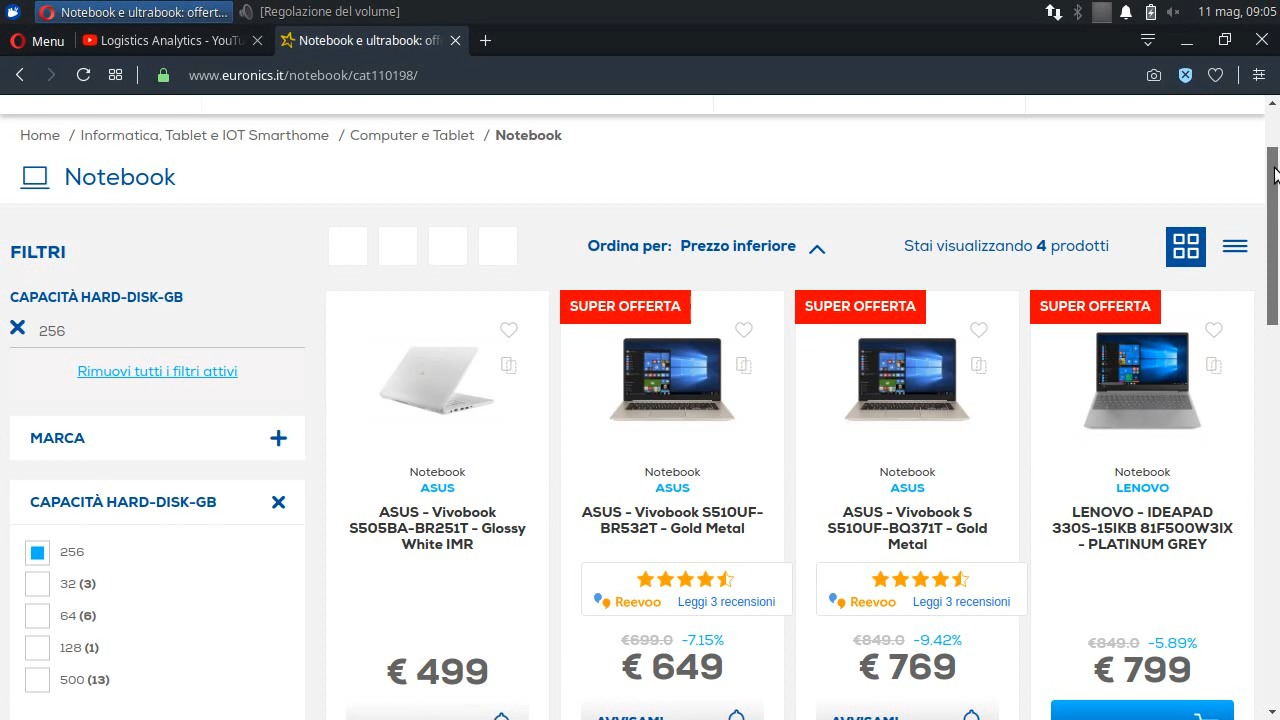 Notebook e ultrabook: offert...
[Regolazione del volume]
11 mag, 09:05
Menu
Logistics Analytics - YouTu
Notebook e ultrabook: off
www.euronics.it/notebook/cat110198/
Home / Informatica, Tablet e IOT Smarthome / Computer e Tablet / Notebook
Notebook
FILTRI
Ordina per: Prezzo inferiore
Stai visualizzando 4 prodotti
CAPACITÀ HARD-DISK-GB
256
Rimuovi tutti i filtri attivi
MARCA
CAPACITÀ HARD-DISK-GB
256
32 (3)
64 (6)
128 (1)
500 (13)
Notebook
ASUS
ASUS - Vivobook
S505BA-BR251T - Glossy
White IMR
€ 499
SUPER OFFERTA
Notebook
ASUS
ASUS - Vivobook S510UF-
BR532T - Gold Metal
Reevoo Leggi 3 recensioni
€699.0 -7.15%
€ 649
AVVISAMI
SUPER OFFERTA
Notebook
ASUS
ASUS - Vivobook S
S510UF-BQ371T - Gold
Metal
Reevoo Leggi 3 recensioni
€849.0 -9.42%
€ 769
AVVISAMI
SUPER OFFERTA
Notebook
LENOVO
LENOVO - IDEAPAD
330S-15IKB 81F500W3IX
- PLATINUM GREY
€849.0 -5.89%
€ 799